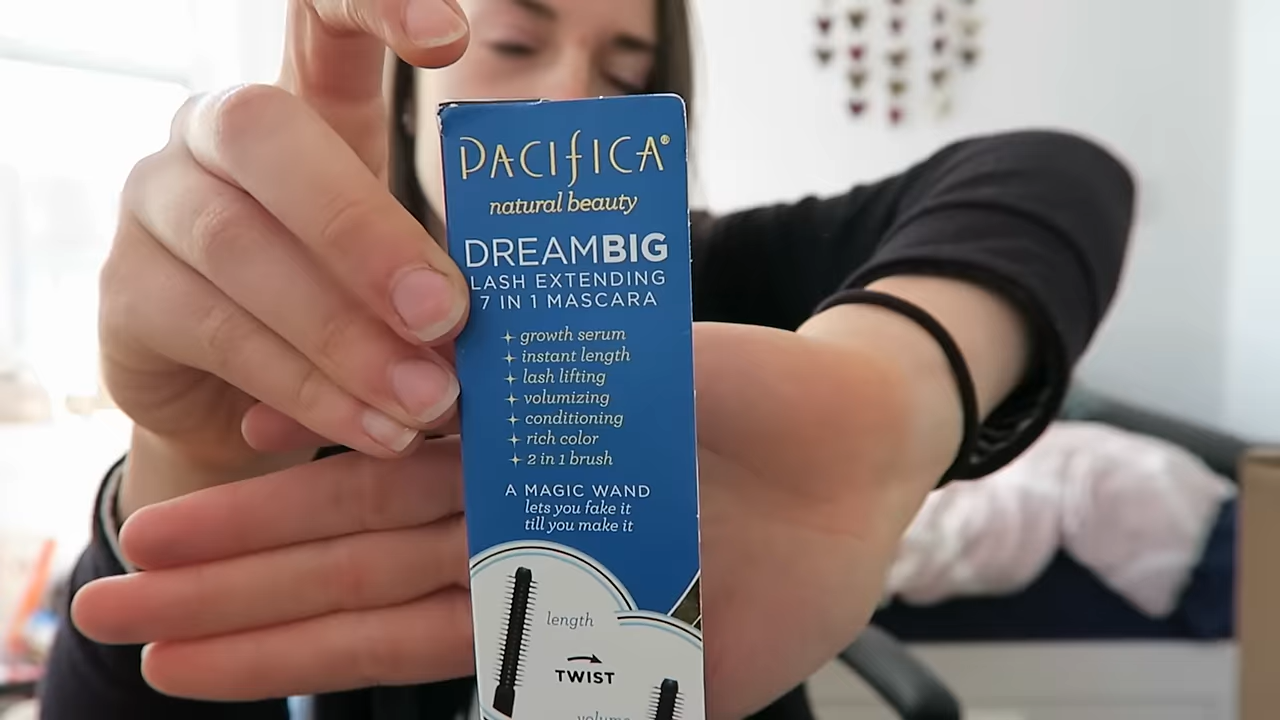 PACIFICA®
natural beauty
DREAMBIG
LASH EXTENDING
7 IN 1 MASCARA
growth serum
instant length
lash lifting
volumizing
conditioning
rich color
2 in 1 brush
A MAGIC WAND
lets you fake it
till you make it
length
TWIST
volume